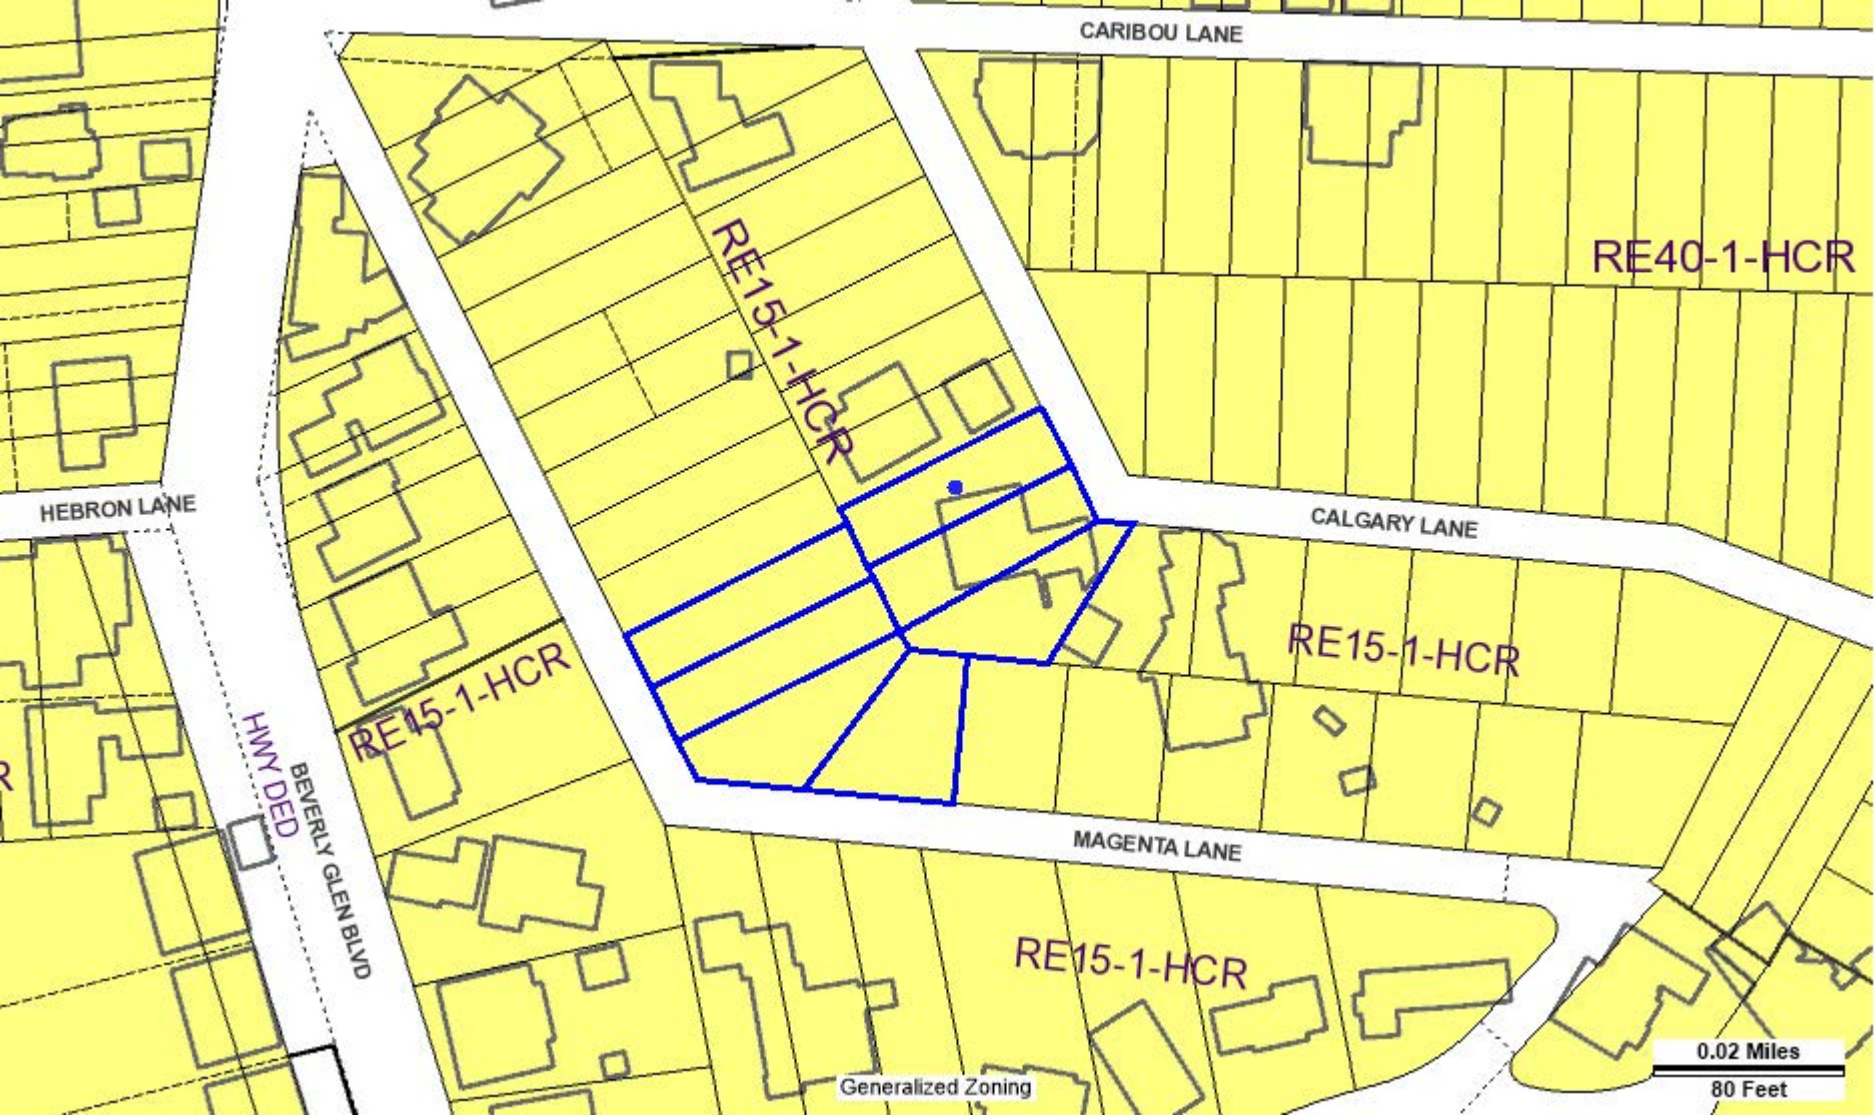 CARIBOU LANE
RE40-1-HCR
RE15-1-HCR
HEBRON LANE
CALGARY LANE
RE15-1-HCR
RE15-1-HCR
HWY DED
BEVERLY GLEN BLVD
R
MAGENTA LANE
RE15-1-HCR
0.02 Miles
80 Feet
Generalized Zoning